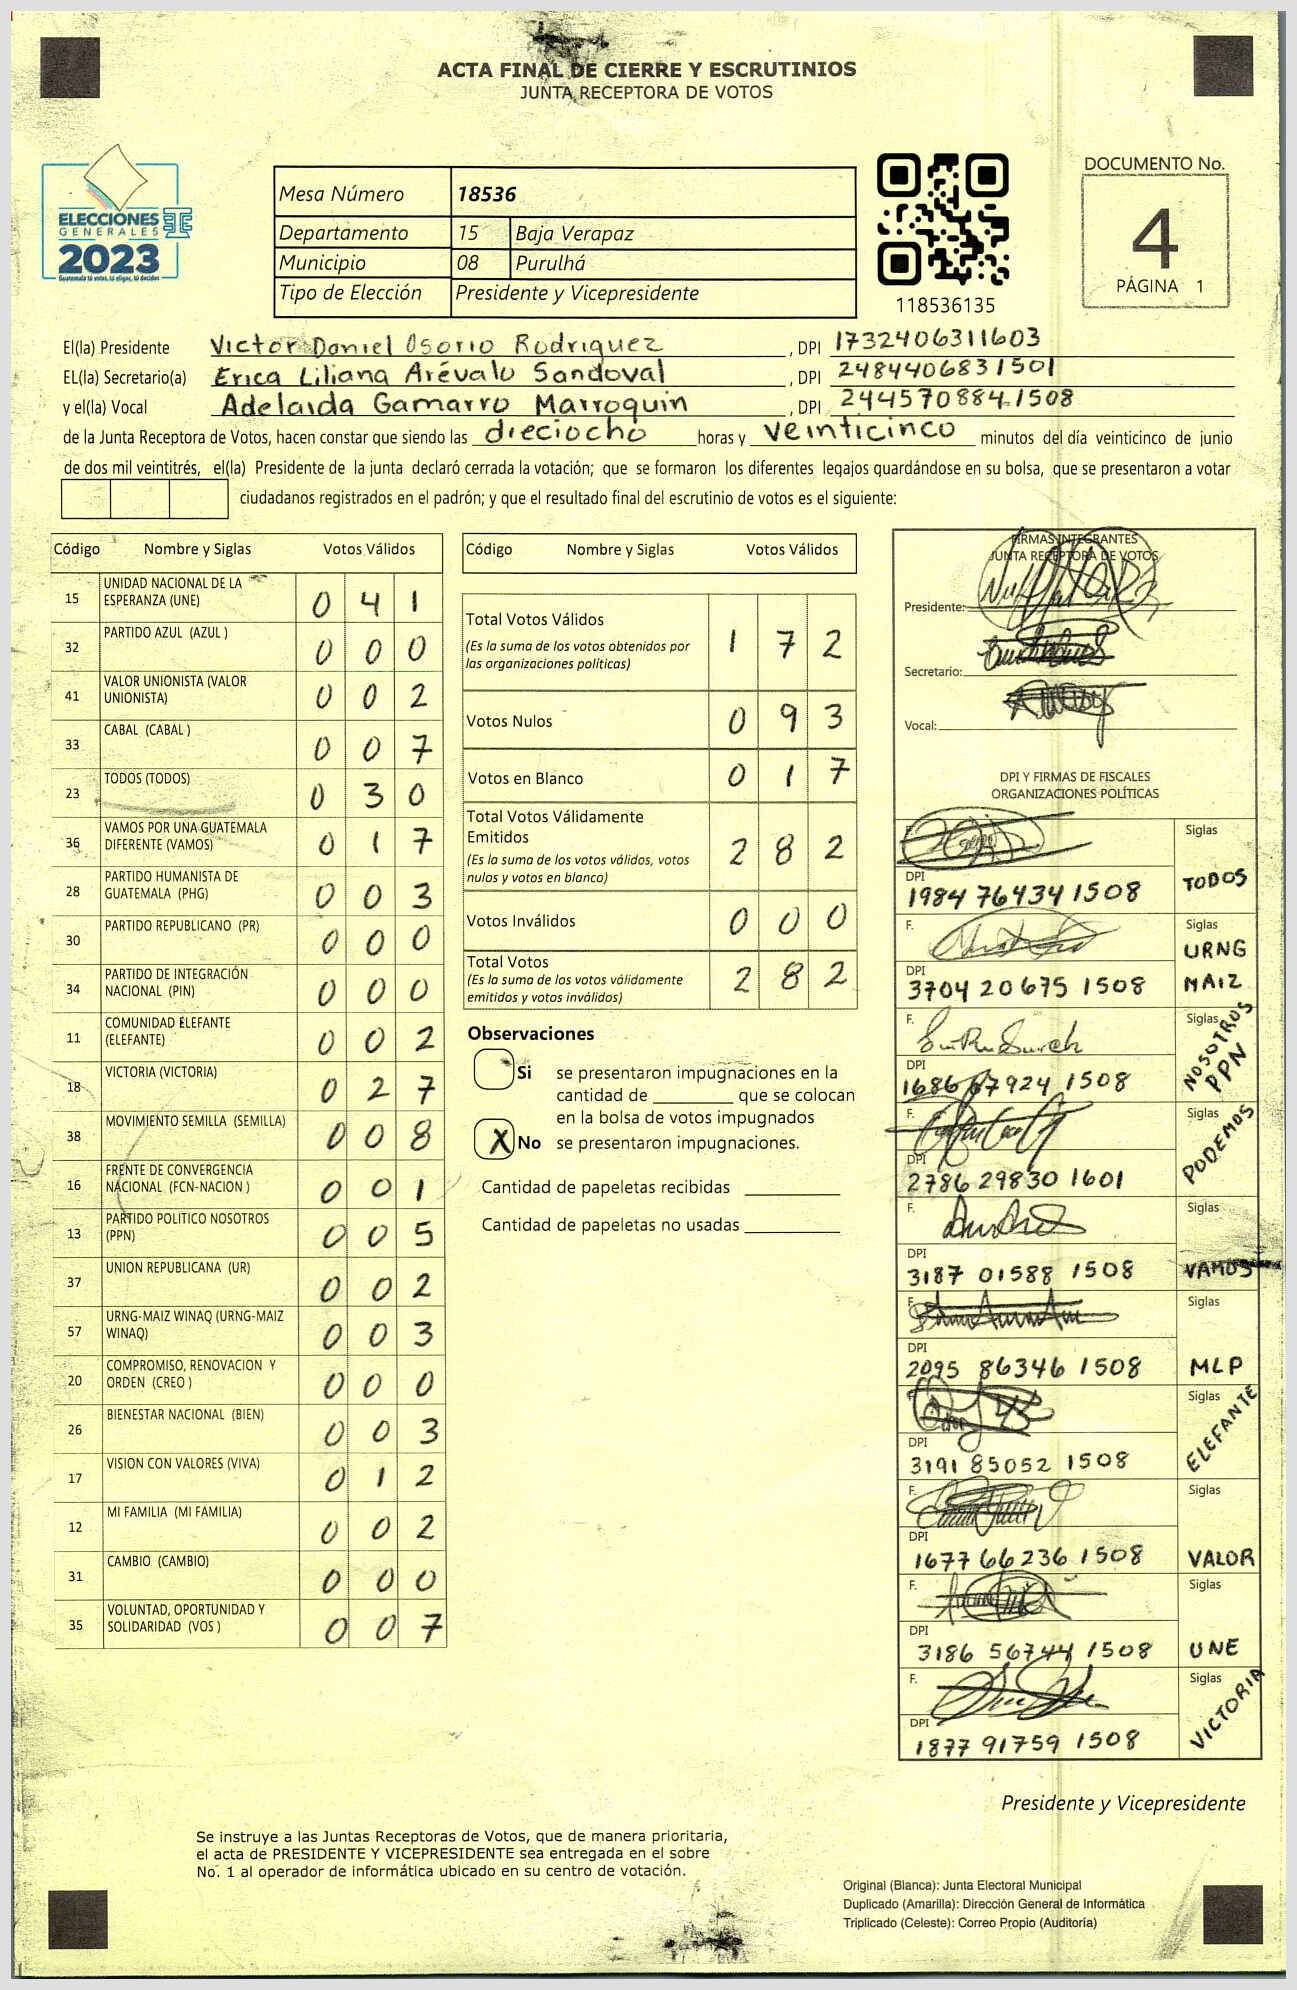 ACTA FINAL DE CIERRE Y ESCRUTINIOS
JUNTA RECEPTORA DE VOTOS
ELECCIONES
GENERALES
2023
Guatemala tú votas, tú eliges, tú decides
Mesa Número 18536
Departamento 15 Baja Verapaz
Municipio 08 Purulhá
Tipo de Elección Presidente y Vicepresidente
118536135
DOCUMENTO No.
4
PÁGINA 1
El(la) Presidente Victor Daniel Osorio Rodriguez , DPI 1732406311603
EL(la) Secretario(a) Erica Liliana Arévalo Sandoval , DPI 2484406831501
y el(la) Vocal Adelaida Gamarro Marroquin , DPI 2445708841508
de la Junta Receptora de Votos, hacen constar que siendo las dieciocho horas y veinticinco minutos del día veinticinco de junio
de dos mil veintitrés, el(la) Presidente de la junta declaró cerrada la votación; que se formaron los diferentes legajos guardándose en su bolsa, que se presentaron a votar
ciudadanos registrados en el padrón; y que el resultado final del escrutinio de votos es el siguiente:
Código Nombre y Siglas Votos Válidos
15 UNIDAD NACIONAL DE LA ESPERANZA (UNE) 0 4 1
32 PARTIDO AZUL (AZUL ) 0 0 0
41 VALOR UNIONISTA (VALOR UNIONISTA) 0 0 2
33 CABAL (CABAL ) 0 0 7
23 TODOS (TODOS) 0 3 0
36 VAMOS POR UNA GUATEMALA DIFERENTE (VAMOS) 0 1 7
28 PARTIDO HUMANISTA DE GUATEMALA (PHG) 0 0 3
30 PARTIDO REPUBLICANO (PR) 0 0 0
34 PARTIDO DE INTEGRACIÓN NACIONAL (PIN) 0 0 0
11 COMUNIDAD ELEFANTE (ELEFANTE) 0 0 2
18 VICTORIA (VICTORIA) 0 2 7
38 MOVIMIENTO SEMILLA (SEMILLA) 0 0 8
16 FRENTE DE CONVERGENCIA NACIONAL (FCN-NACION ) 0 0 1
13 PARTIDO POLITICO NOSOTROS (PPN) 0 0 5
37 UNION REPUBLICANA (UR) 0 0 2
57 URNG-MAIZ WINAQ (URNG-MAIZ WINAQ) 0 0 3
20 COMPROMISO, RENOVACION Y ORDEN (CREO ) 0 0 0
26 BIENESTAR NACIONAL (BIEN) 0 0 3
17 VISION CON VALORES (VIVA) 0 1 2
12 MI FAMILIA (MI FAMILIA) 0 0 2
31 CAMBIO (CAMBIO) 0 0 0
35 VOLUNTAD, OPORTUNIDAD Y SOLIDARIDAD (VOS ) 0 0 7
Código Nombre y Siglas Votos Válidos
Total Votos Válidos 1 7 2
(Es la suma de los votos obtenidos por
las organizaciones políticas)
Votos Nulos 0 9 3
Votos en Blanco 0 1 7
Total Votos Válidamente
Emitidos 2 8 2
(Es la suma de los votos válidos, votos
nulos y votos en blanco)
Votos Inválidos 0 0 0
Total Votos 2 8 2
(Es la suma de los votos válidamente
emitidos y votos inválidos)
Observaciones
Si se presentaron impugnaciones en la
cantidad de ________ que se colocan
en la bolsa de votos impugnados
X No se presentaron impugnaciones.
Cantidad de papeletas recibidas
Cantidad de papeletas no usadas
FIRMAS INTEGRANTES
JUNTA RECEPTORA DE VOTOS
Presidente:
Secretario:
Vocal:
DPI Y FIRMAS DE FISCALES
ORGANIZACIONES POLÍTICAS
F. Siglas
DPI 1984 76434 1508 TODOS
F. Siglas
DPI 3704 20675 1508 URNG MAIZ
F. Siglas
DPI 1686 67924 1508 NOSOTROS PPN
F. Siglas
DPI 2786 29830 1601 PODEMOS
F. Siglas
DPI 3187 01588 1508 VAMOS
F. Siglas
DPI 2095 86346 1508 MLP
F. Siglas
DPI 3191 85052 1508 ELEFANTE
F. Siglas
DPI 1677 66236 1508 VALOR
F. Siglas
DPI 3186 56744 1508 UNE
F. Siglas
DPI 1877 91759 1508 VICTORIA
Presidente y Vicepresidente
Se instruye a las Juntas Receptoras de Votos, que de manera prioritaria,
el acta de PRESIDENTE Y VICEPRESIDENTE sea entregada en el sobre
No. 1 al operador de informática ubicado en su centro de votación.
Original (Blanca): Junta Electoral Municipal
Duplicado (Amarilla): Dirección General de Informática
Triplicado (Celeste): Correo Propio (Auditoría)